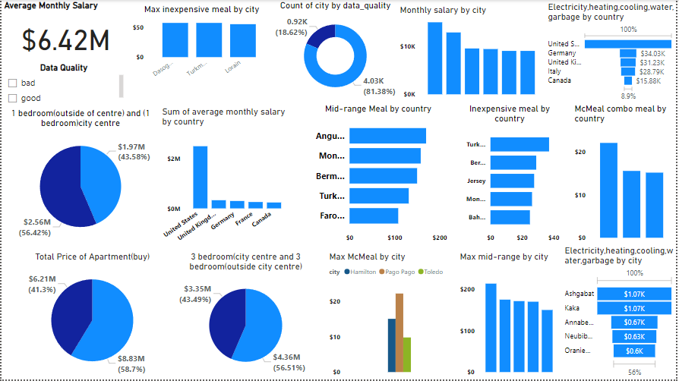 Average Monthly Salary
$6.42M
Data Quality
bad
good
Max inexpensive meal by city
$50
$0
Turkm...
Lorain
Count of city by data_quality
0.92K
(18.62%)
4.03K
(81.38%)
Monthly salary by city
$10K
$0K
Electricity,heating,cooling,water,
garbage by country
100%
United S...
Germany
$34.03K
United Ki...
$31.23K
Italy
$28.79K
Canada
$15.88K
8.9%
1 bedroom(outside of centre) and (1
bedroom)city centre
$1.97M
(43.58%)
$2.56M
(56.42%)
Sum of average monthly salary
by country
$2M
$0M
United States
United Kingd...
Germany
France
Canada
Mid-range Meal by country
Angu...
Mon...
Berm...
Turk...
Faro...
$0
$100
$200
Inexpensive meal by
country
Turk...
Ber...
Jersey
Mon...
Bah...
$0
$20
$40
McMeal combo meal by
country
$20
$10
$0
Total Price of Apartment(buy)
$6.21M
(41.3%)
$8.83M
(58.7%)
3 bedroom(city centre and 3
bedroom(outside city centre)
$3.35M
(43.49%)
$4.36M
(56.51%)
Max McMeal by city
city
Hamilton
Pago Pago
Toledo
$20
$10
$0
Max mid-range by city
$200
$100
$0
Electricity,heating,cooling,w
ater,garbage by city
100%
Ashgabat
$1.07K
Kaka
$1.07K
Annabe...
$0.67K
Neubib...
$0.63K
Oranie...
$0.6K
56%